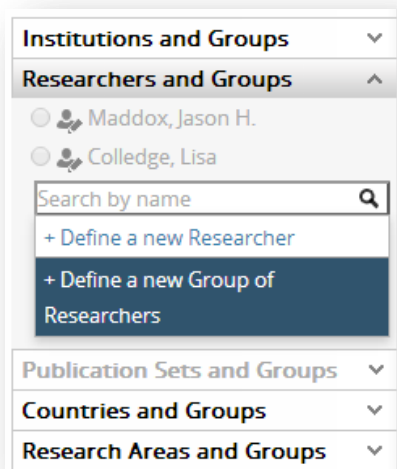 Institutions and Groups
Researchers and Groups
Maddox, Jason H.
Colledge, Lisa
Search by name
+ Define a new Researcher
+ Define a new Group of
Researchers
Publication Sets and Groups
Countries and Groups
Research Areas and Groups